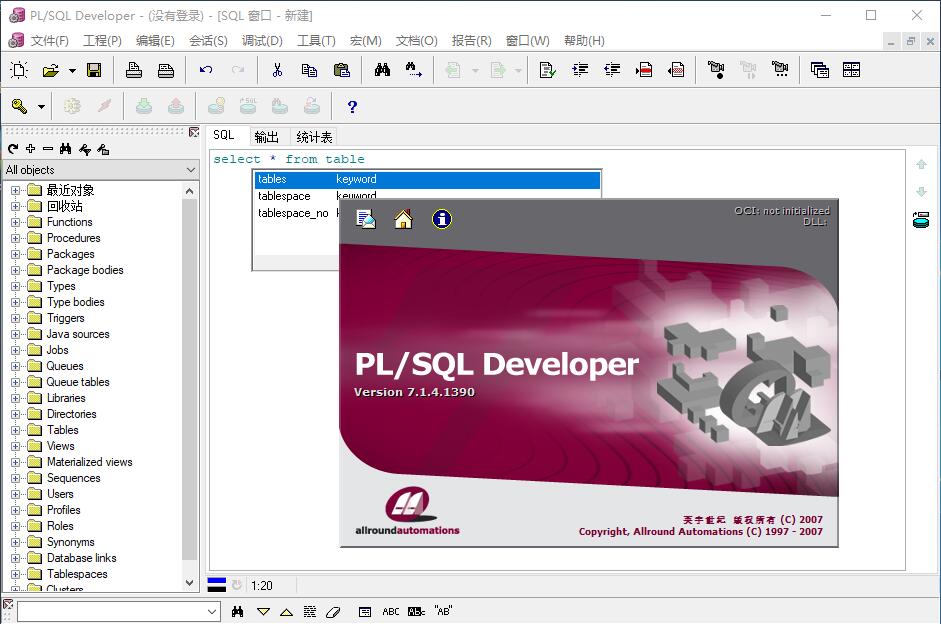 PL/SQL Developer - (没有登录) - [SQL 窗口 - 新建]
文件(F) 工程(P) 编辑(E) 会话(S) 调试(D) 工具(T) 宏(M) 文档(O) 报告(R) 窗口(W) 帮助(H)
SQL 输出 统计表
select * from table
tables keyword
tablespace keyword
tablespace_no
All objects
最近对象
回收站
Functions
Procedures
Packages
Package bodies
Types
Type bodies
Triggers
Java sources
Jobs
Queues
Queue tables
Libraries
Directories
Tables
Views
Materialized views
Sequences
Users
Profiles
Roles
Synonyms
Database links
Tablespaces
Clusters
OCI: not initialized
DLL:
PL/SQL Developer
Version 7.1.4.1390
allroundautomations
英宇世纪 版权所有 (C) 2007
Copyright, Allround Automations (C) 1997 - 2007
1:20
ABC "AB"